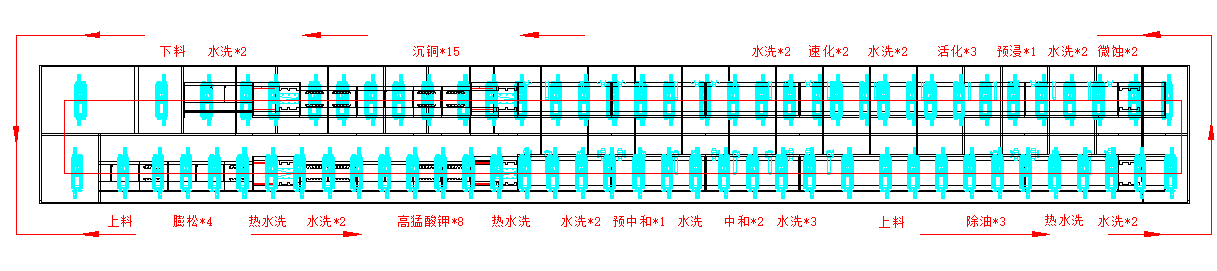 下料 水洗*2 沉铜*15 水洗*2 速化*2 水洗*2 活化*3 预浸*1 水洗*2 微蚀*2
上料 膨松*4 热水洗 水洗*2 高猛酸钾*8 热水洗 水洗*2 预中和*1 水洗 中和*2 水洗*3 上料 除油*3 热水洗 水洗*2